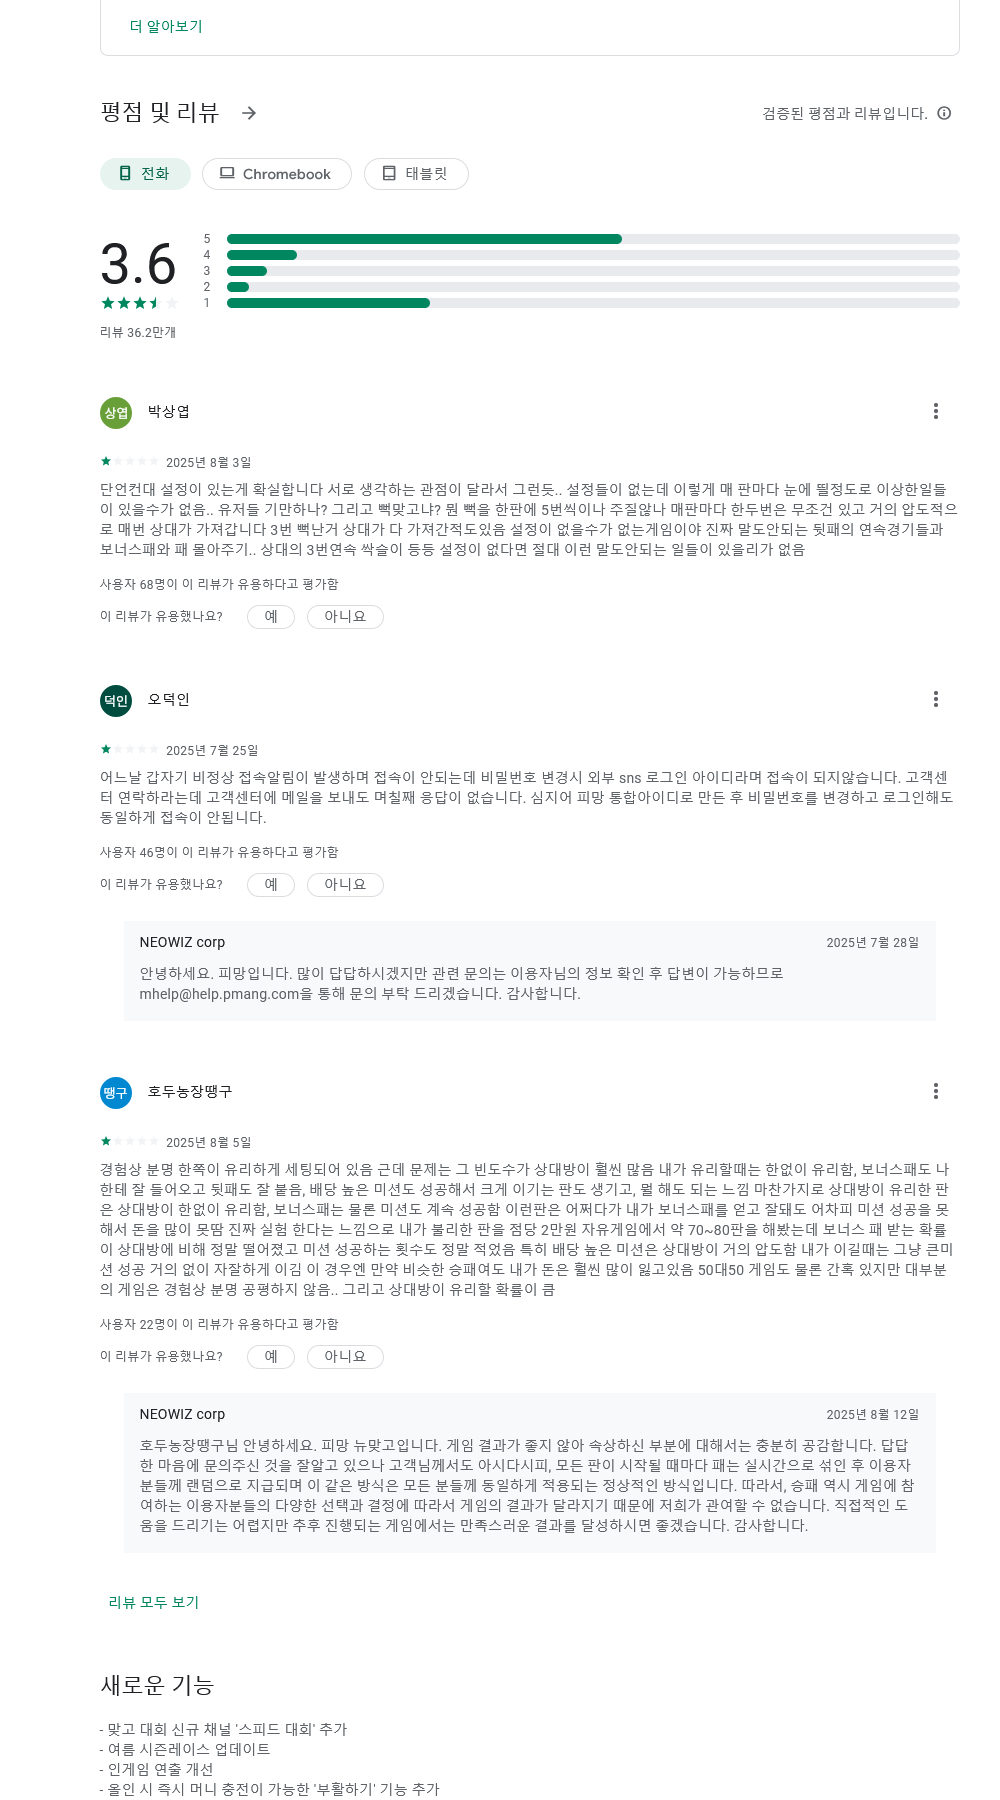 더 알아보기
평점 및 리뷰
검증된 평점과 리뷰입니다.
전화
Chromebook
태블릿
3.6
5
4
3
2
1
리뷰 36.2만개
상엽
박상엽
2025년 8월 3일
단언컨대 설정이 있는게 확실합니다 서로 생각하는 관점이 달라서 그런듯.. 설정들이 없는데 이렇게 매 판마다 눈에 띌정도로 이상한일들
이 있을수가 없음.. 유저들 기만하나? 그리고 뻑맞고냐? 뭔 뻑을 한판에 5번씩이나 주질않나 매판마다 한두번은 무조건 있고 거의 압도적으
로 매번 상대가 가져갑니다 3번 뻑난거 상대가 다 가져간적도있음 설정이 없을수가 없는게임이야 진짜 말도안되는 뒷패의 연속경기들과
보너스패와 패 몰아주기.. 상대의 3번연속 싹슬이 등등 설정이 없다면 절대 이런 말도안되는 일들이 있을리가 없음
사용자 68명이 이 리뷰가 유용하다고 평가함
이 리뷰가 유용했나요?
예
아니요
덕인
오덕인
2025년 7월 25일
어느날 갑자기 비정상 접속알림이 발생하며 접속이 안되는데 비밀번호 변경시 외부 sns 로그인 아이디라며 접속이 되지않습니다. 고객센
터 연락하라는데 고객센터에 메일을 보내도 며칠째 응답이 없습니다. 심지어 피망 통합아이디로 만든 후 비밀번호를 변경하고 로그인해도
동일하게 접속이 안됩니다.
사용자 46명이 이 리뷰가 유용하다고 평가함
이 리뷰가 유용했나요?
예
아니요
NEOWIZ corp
2025년 7월 28일
안녕하세요. 피망입니다. 많이 답답하시겠지만 관련 문의는 이용자님의 정보 확인 후 답변이 가능하므로
mhelp@help.pmang.com을 통해 문의 부탁 드리겠습니다. 감사합니다.
땡구
호두농장땡구
2025년 8월 5일
경험상 분명 한쪽이 유리하게 세팅되어 있음 근데 문제는 그 빈도수가 상대방이 훨씬 많음 내가 유리할때는 한없이 유리함, 보너스패도 나
한테 잘 들어오고 뒷패도 잘 붙음, 배당 높은 미션도 성공해서 크게 이기는 판도 생기고, 뭘 해도 되는 느낌 마찬가지로 상대방이 유리한 판
은 상대방이 한없이 유리함, 보너스패는 물론 미션도 계속 성공함 이런판은 어쩌다가 내가 보너스패를 얻고 잘돼도 어차피 미션 성공을 못
해서 돈을 많이 못땀 진짜 실험 한다는 느낌으로 내가 불리한 판을 점당 2만원 자유게임에서 약 70~80판을 해봤는데 보너스 패 받는 확률
이 상대방에 비해 정말 떨어졌고 미션 성공하는 횟수도 정말 적었음 특히 배당 높은 미션은 상대방이 거의 압도함 내가 이길때는 그냥 큰미
션 성공 거의 없이 자잘하게 이김 이 경우엔 만약 비슷한 승패여도 내가 돈은 훨씬 많이 잃고있음 50대50 게임도 물론 간혹 있지만 대부분
의 게임은 경험상 분명 공평하지 않음.. 그리고 상대방이 유리할 확률이 큼
사용자 22명이 이 리뷰가 유용하다고 평가함
이 리뷰가 유용했나요?
예
아니요
NEOWIZ corp
2025년 8월 12일
호두농장땡구님 안녕하세요. 피망 뉴맞고입니다. 게임 결과가 좋지 않아 속상하신 부분에 대해서는 충분히 공감합니다. 답답
한 마음에 문의주신 것을 잘알고 있으나 고객님께서도 아시다시피, 모든 판이 시작될 때마다 패는 실시간으로 섞인 후 이용자
분들께 랜덤으로 지급되며 이 같은 방식은 모든 분들께 동일하게 적용되는 정상적인 방식입니다. 따라서, 승패 역시 게임에 참
여하는 이용자분들의 다양한 선택과 결정에 따라서 게임의 결과가 달라지기 때문에 저희가 관여할 수 없습니다. 직접적인 도
움을 드리기는 어렵지만 추후 진행되는 게임에서는 만족스러운 결과를 달성하시면 좋겠습니다. 감사합니다.
리뷰 모두 보기
새로운 기능
- 맞고 대회 신규 채널 '스피드 대회' 추가
- 여름 시즌레이스 업데이트
- 인게임 연출 개선
- 올인 시 즉시 머니 충전이 가능한 '부활하기' 기능 추가